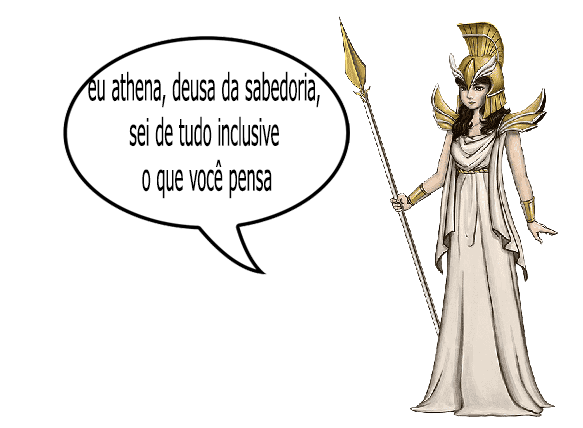 eu athena, deusa da sabedoria,
sei de tudo inclusive
o que você pensa